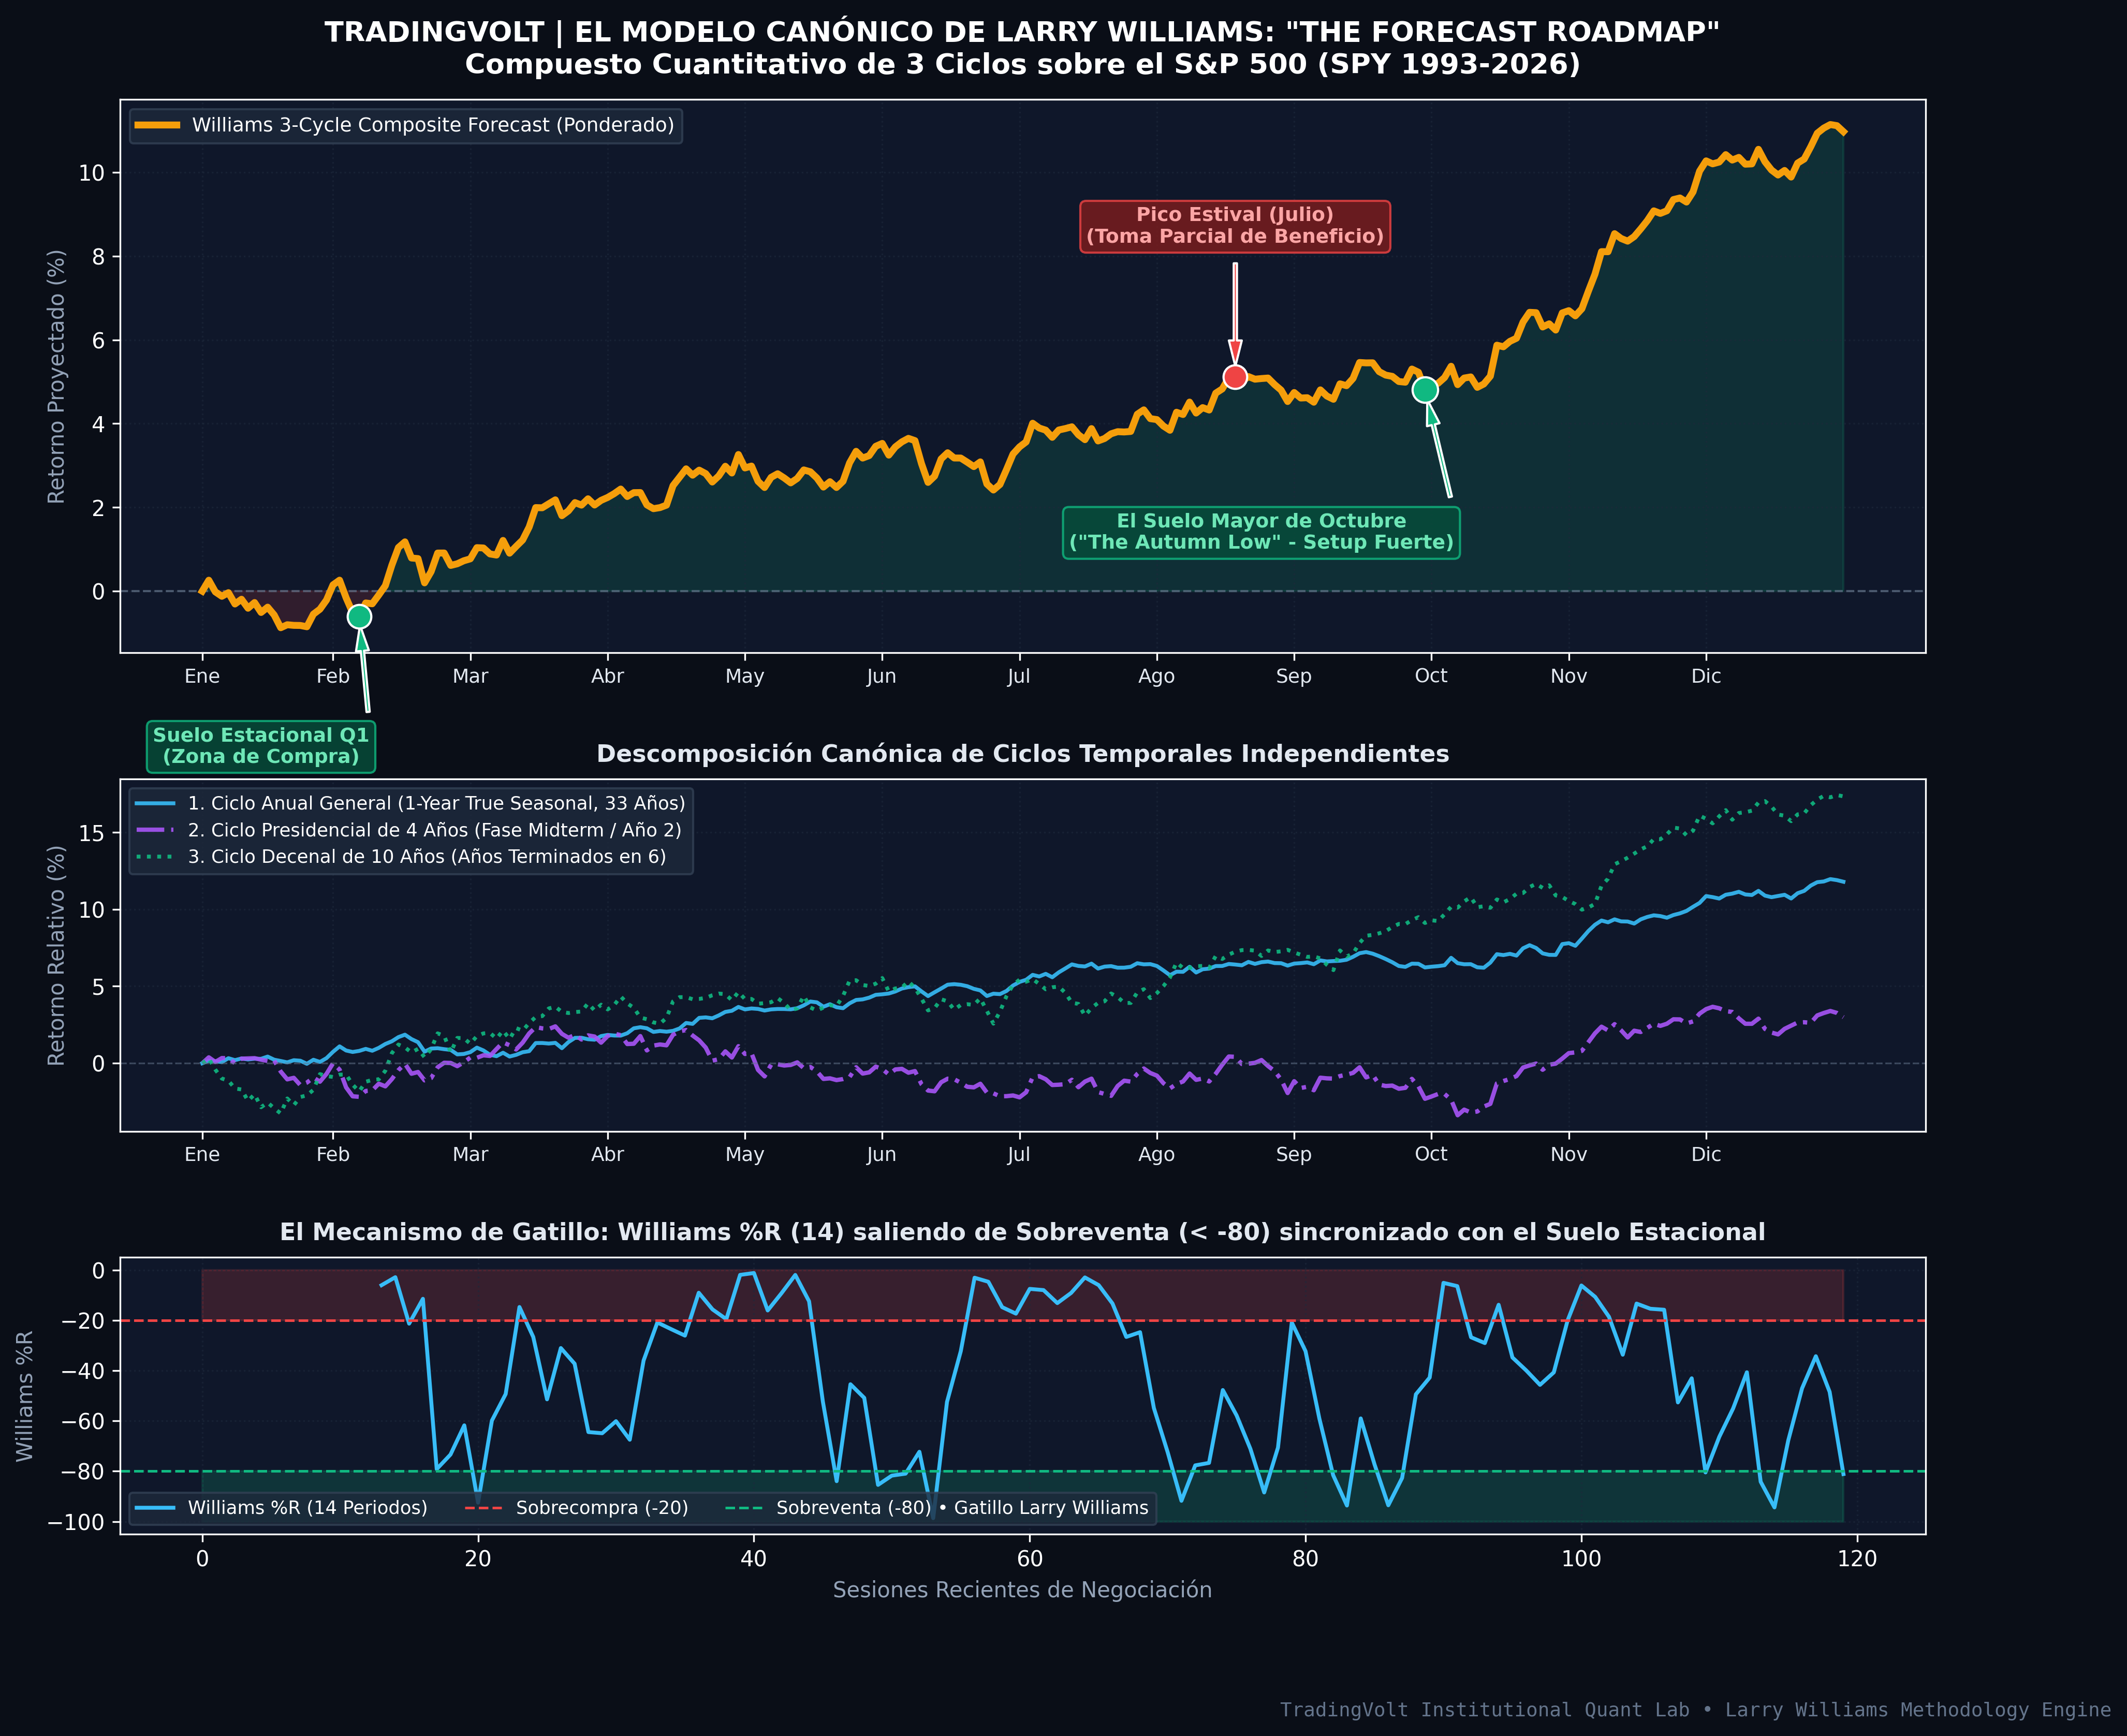 TRADINGVOLT | EL MODELO CANÓNICO DE LARRY WILLIAMS: "THE FORECAST ROADMAP"
Compuesto Cuantitativo de 3 Ciclos sobre el S&P 500 (SPY 1993-2026)
Williams 3-Cycle Composite Forecast (Ponderado)
Retorno Proyectado (%)
10
8
6
4
2
0
Pico Estival (Julio)
(Toma Parcial de Beneficio)
El Suelo Mayor de Octubre
("The Autumn Low" - Setup Fuerte)
Ene Feb Mar Abr May Jun Jul Ago Sep Oct Nov Dic
Suelo Estacional Q1
(Zona de Compra)
Descomposición Canónica de Ciclos Temporales Independientes
1. Ciclo Anual General (1-Year True Seasonal, 33 Años)
2. Ciclo Presidencial de 4 Años (Fase Midterm / Año 2)
3. Ciclo Decenal de 10 Años (Años Terminados en 6)
Retorno Relativo (%)
15
10
5
0
Ene Feb Mar Abr May Jun Jul Ago Sep Oct Nov Dic
El Mecanismo de Gatillo: Williams %R (14) saliendo de Sobreventa (< -80) sincronizado con el Suelo Estacional
Williams %R
0
−20
−40
−60
−80
−100
Williams %R (14 Periodos) Sobrecompra (-20) Sobreventa (-80) • Gatillo Larry Williams
0 20 40 60 80 100 120
Sesiones Recientes de Negociación
TradingVolt Institutional Quant Lab • Larry Williams Methodology Engine